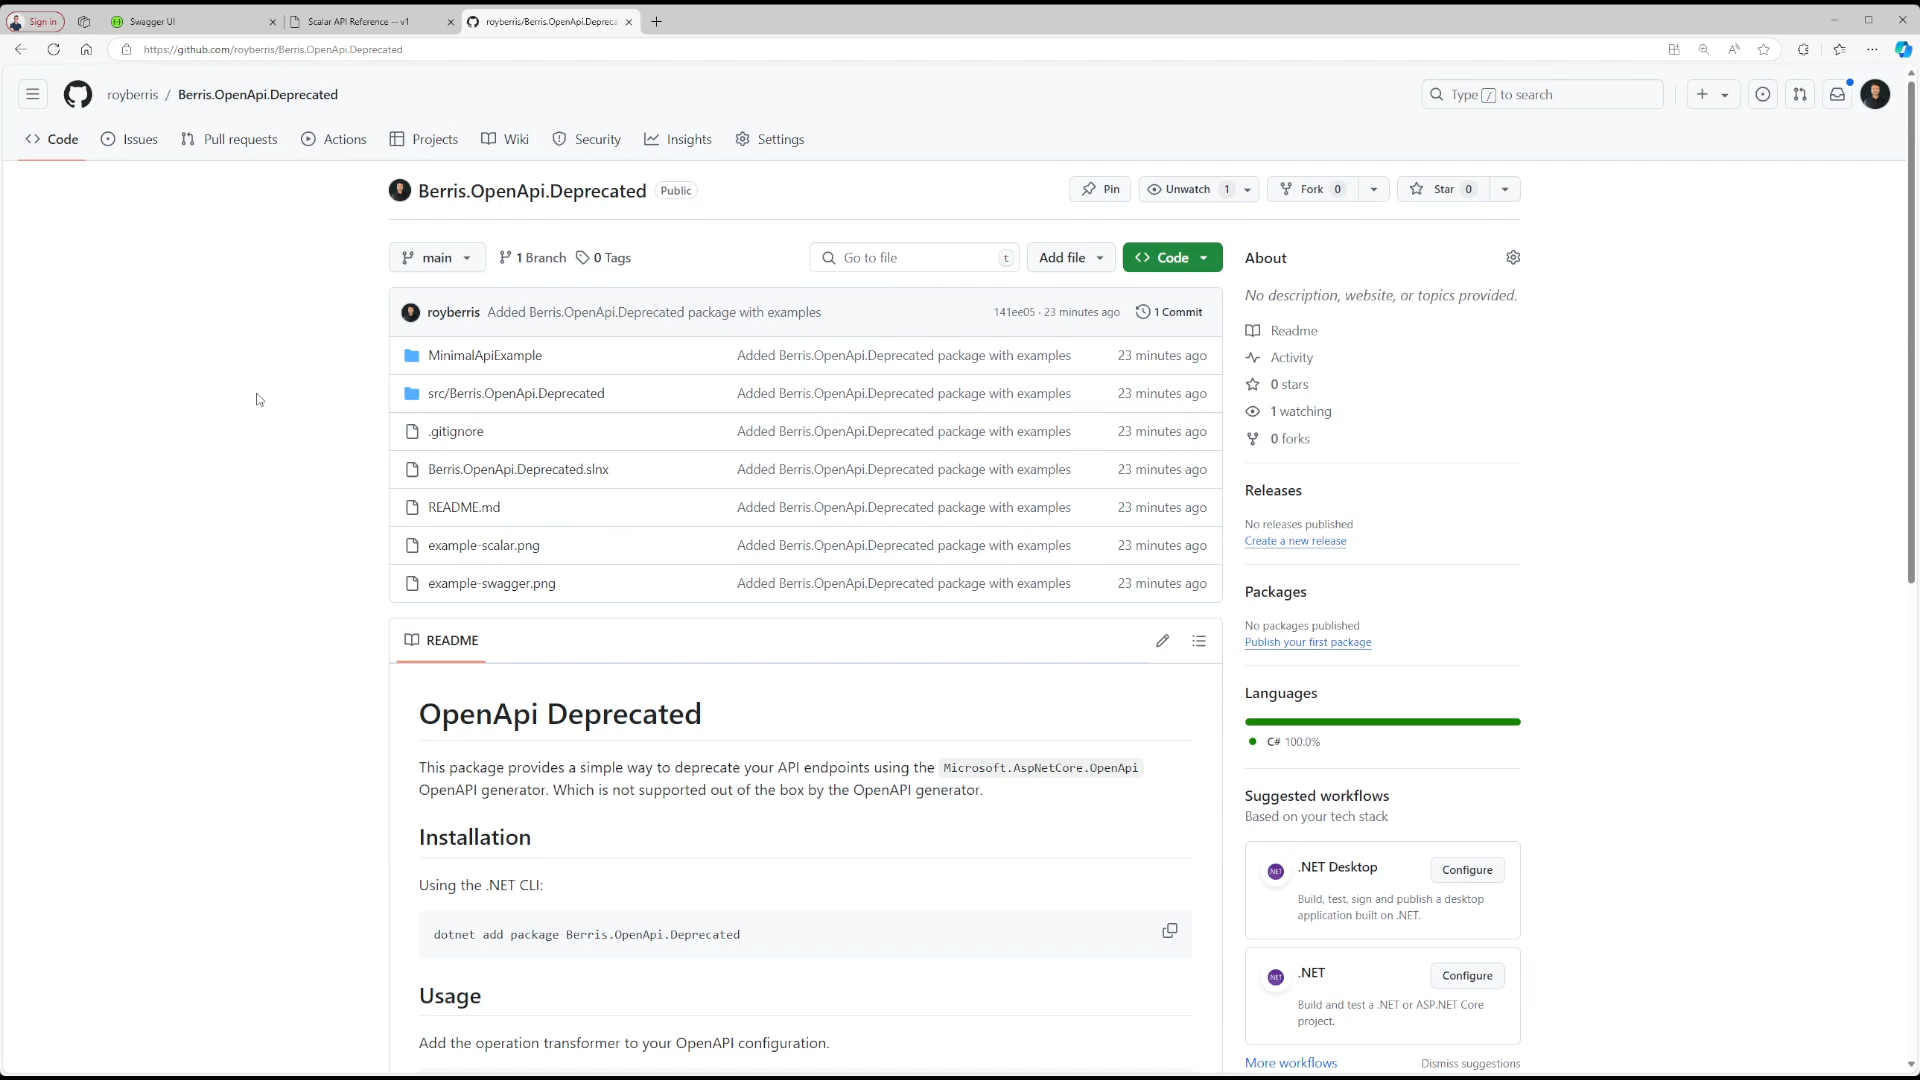 Sign in
Swagger UI
Scalar API Reference -- v1
royberris/Berris.OpenApi.Depreca
https://github.com/royberris/Berris.OpenApi.Deprecated
royberris / Berris.OpenApi.Deprecated
Type / to search
Code
Issues
Pull requests
Actions
Projects
Wiki
Security
Insights
Settings
Berris.OpenApi.Deprecated Public
Pin
Unwatch 1
Fork 0
Star 0
main
1 Branch
0 Tags
Go to file t
Add file
Code
royberris Added Berris.OpenApi.Deprecated package with examples 141ee05 · 23 minutes ago 1 Commit
MinimalApiExample Added Berris.OpenApi.Deprecated package with examples 23 minutes ago
src/Berris.OpenApi.Deprecated Added Berris.OpenApi.Deprecated package with examples 23 minutes ago
.gitignore Added Berris.OpenApi.Deprecated package with examples 23 minutes ago
Berris.OpenApi.Deprecated.slnx Added Berris.OpenApi.Deprecated package with examples 23 minutes ago
README.md Added Berris.OpenApi.Deprecated package with examples 23 minutes ago
example-scalar.png Added Berris.OpenApi.Deprecated package with examples 23 minutes ago
example-swagger.png Added Berris.OpenApi.Deprecated package with examples 23 minutes ago
README
OpenApi Deprecated
This package provides a simple way to deprecate your API endpoints using the Microsoft.AspNetCore.OpenApi
OpenAPI generator. Which is not supported out of the box by the OpenAPI generator.
Installation
Using the .NET CLI:
dotnet add package Berris.OpenApi.Deprecated
Usage
Add the operation transformer to your OpenAPI configuration.
About
No description, website, or topics provided.
Readme
Activity
0 stars
1 watching
0 forks
Releases
No releases published
Create a new release
Packages
No packages published
Publish your first package
Languages
C# 100.0%
Suggested workflows
Based on your tech stack
.NET .NET Desktop Configure
Build, test, sign and publish a desktop
application built on .NET.
.NET .NET Configure
Build and test a .NET or ASP.NET Core
project.
More workflows Dismiss suggestions